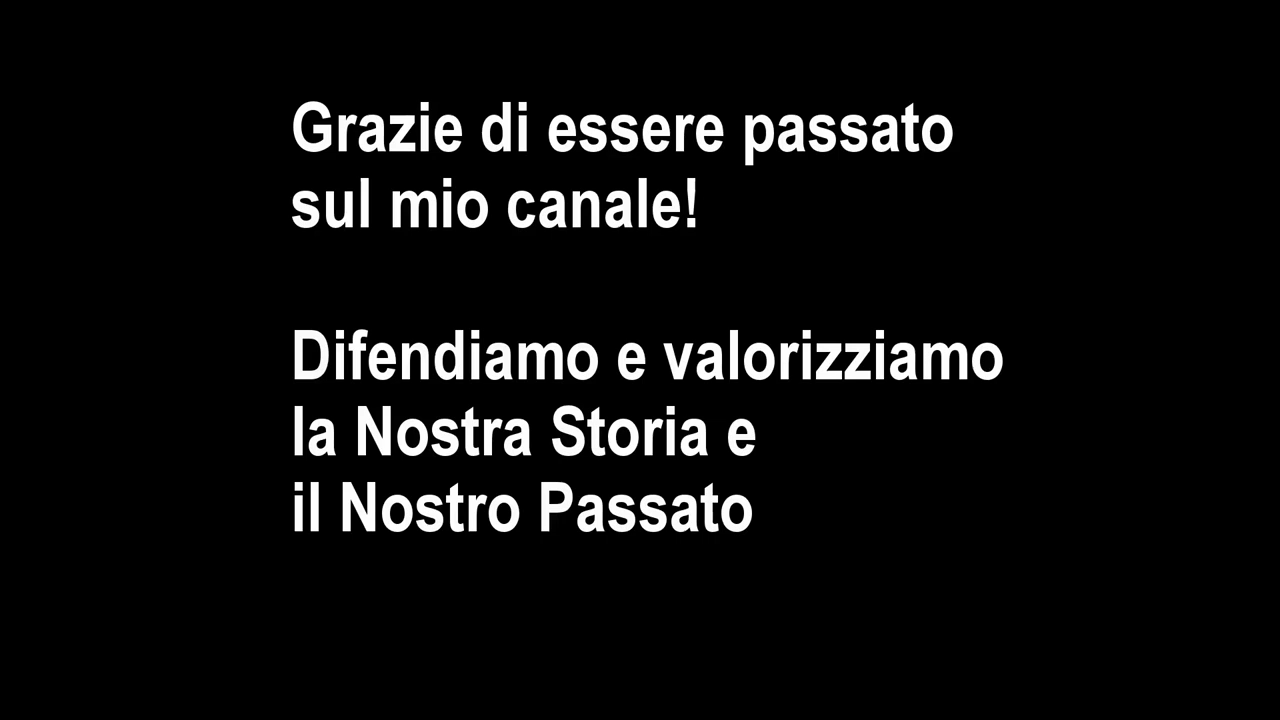 Grazie di essere passato
sul mio canale!
Difendiamo e valorizziamo
la Nostra Storia e
il Nostro Passato